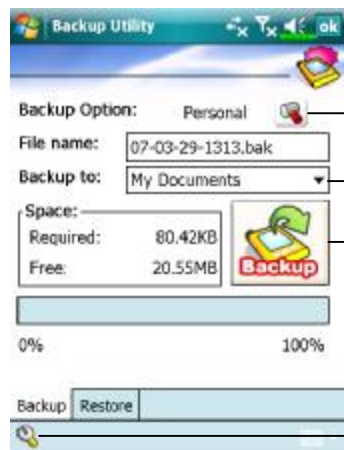 Backup Utility ok
Backup Option: Personal
File name: 07-03-29-1313.bak
Backup to: My Documents
Space:
Required: 80.42KB
Free: 20.55MB
Backup
0% 100%
Backup Restore